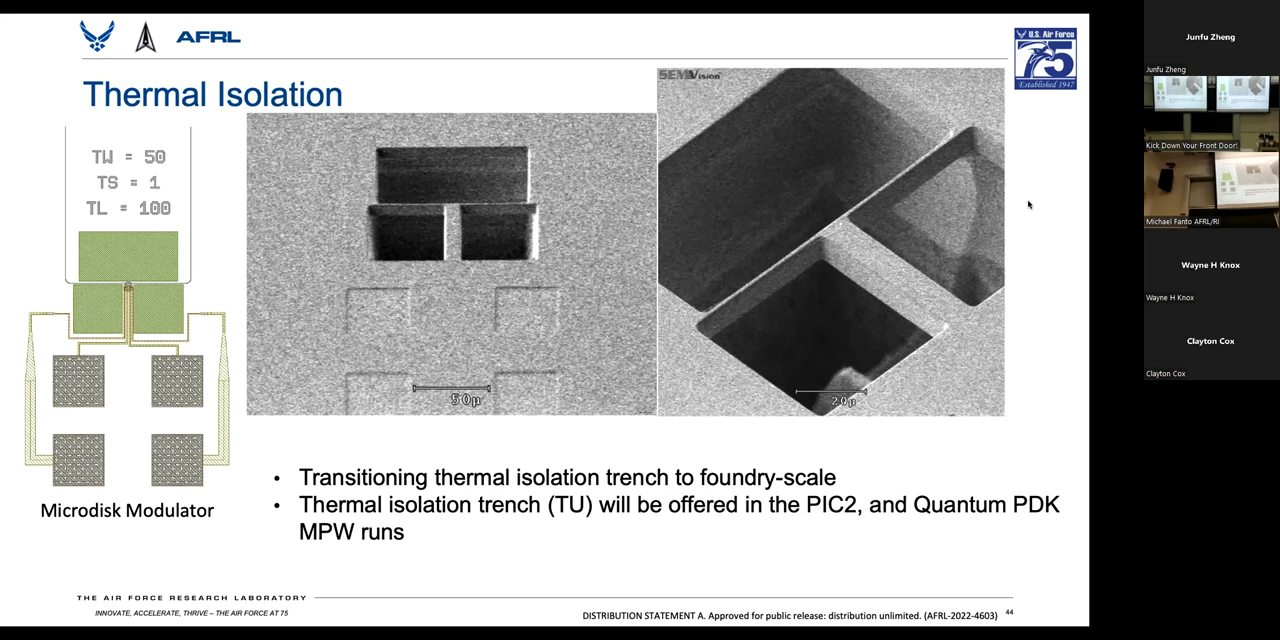 AFRL
U.S. Air Force
75
Established 1947
Thermal Isolation
TW = 50
TS = 1
TL = 100
SEMVision
50µ
20µ
Microdisk Modulator
• Transitioning thermal isolation trench to foundry-scale
• Thermal isolation trench (TU) will be offered in the PIC2, and Quantum PDK
MPW runs
THE AIR FORCE RESEARCH LABORATORY
INNOVATE, ACCELERATE, THRIVE – THE AIR FORCE AT 75
DISTRIBUTION STATEMENT A. Approved for public release: distribution unlimited. (AFRL-2022-4603)
44
Junfu Zheng
Junfu Zheng
Kick Down Your Front Door!
Michael Fanto AFRL/RI
Wayne H Knox
Wayne H Knox
Clayton Cox
Clayton Cox